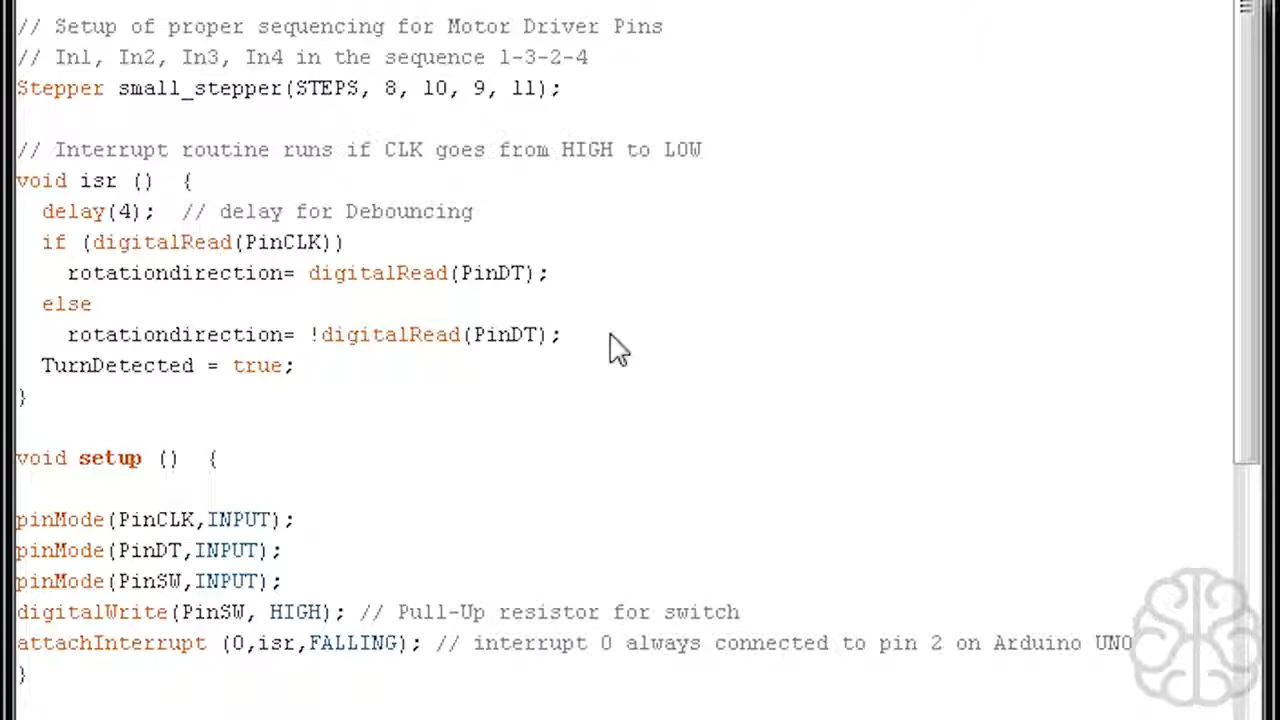 // Setup of proper sequencing for Motor Driver Pins
// In1, In2, In3, In4 in the sequence 1-3-2-4
Stepper small_stepper(STEPS, 8, 10, 9, 11);
// Interrupt routine runs if CLK goes from HIGH to LOW
void isr ()  {
  delay(4);  // delay for Debouncing
  if (digitalRead(PinCLK))
    rotationdirection= digitalRead(PinDT);
  else
    rotationdirection= !digitalRead(PinDT);
  TurnDetected = true;
}
void setup ()  {
pinMode(PinCLK,INPUT);
pinMode(PinDT,INPUT);
pinMode(PinSW,INPUT);
digitalWrite(PinSW, HIGH); // Pull-Up resistor for switch
attachInterrupt (0,isr,FALLING); // interrupt 0 always connected to pin 2 on Arduino UNO
}